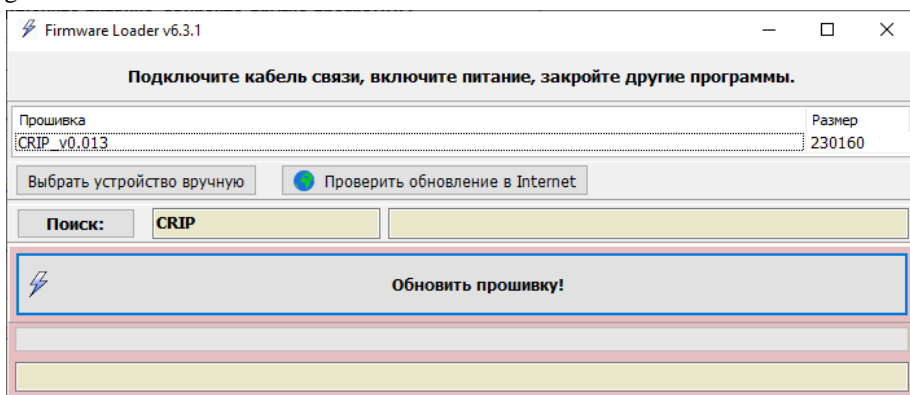 Firmware Loader v6.3.1
Подключите кабель связи, включите питание, закройте другие программы.
Прошивка Размер
CRIP_v0.013 230160
Выбрать устройство вручную Проверить обновление в Internet
Поиск: CRIP
Обновить прошивку!